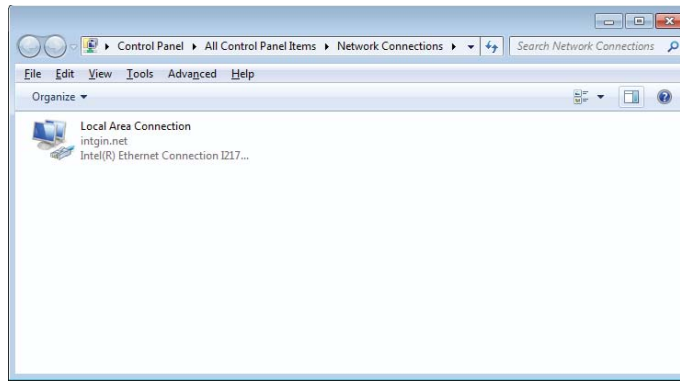 Control Panel All Control Panel Items Network Connections Search Network Connections
File Edit View Tools Advanced Help
Organize
Local Area Connection
intgin.net
Intel(R) Ethernet Connection I217...